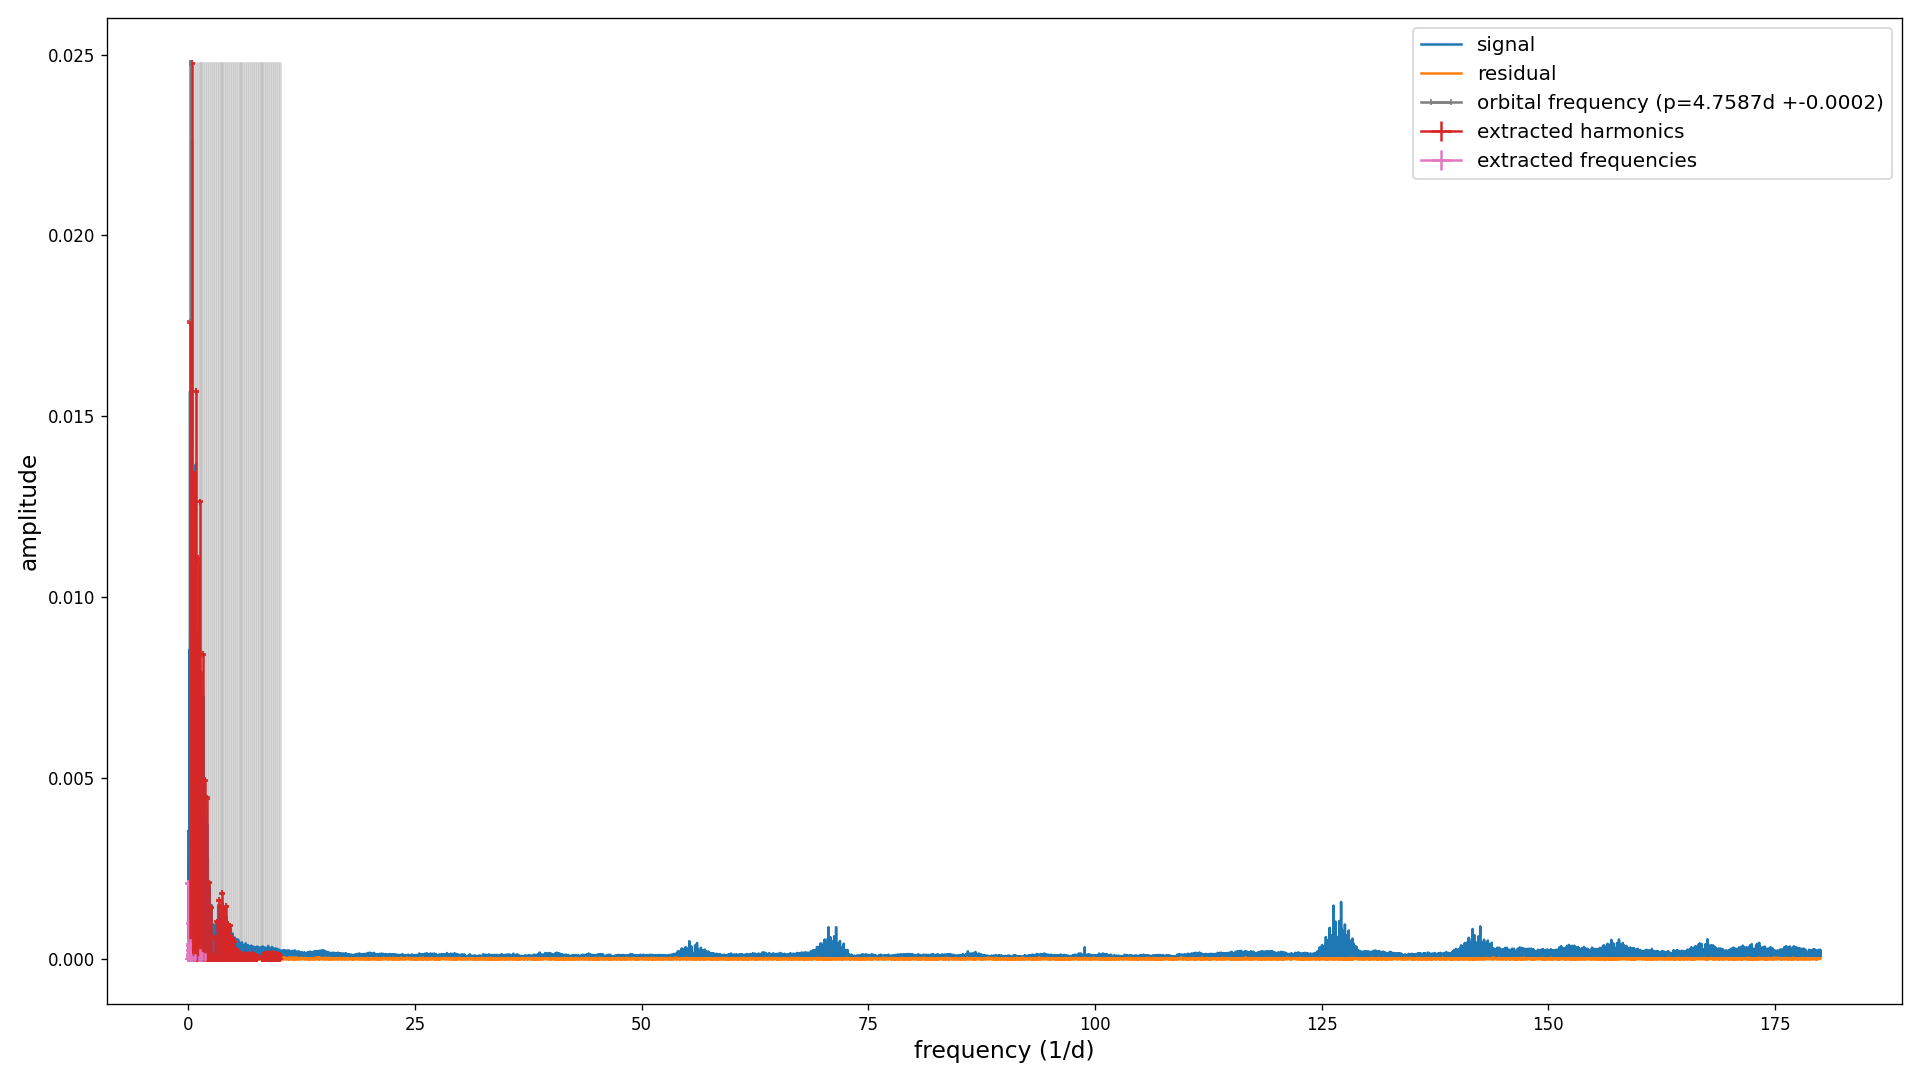 signal
residual
orbital frequency (p=4.7587d +-0.0002)
extracted harmonics
extracted frequencies
0.025
0.020
0.015
0.010
0.005
0.000
amplitude
0 25 50 75 100 125 150 175
frequency (1/d)